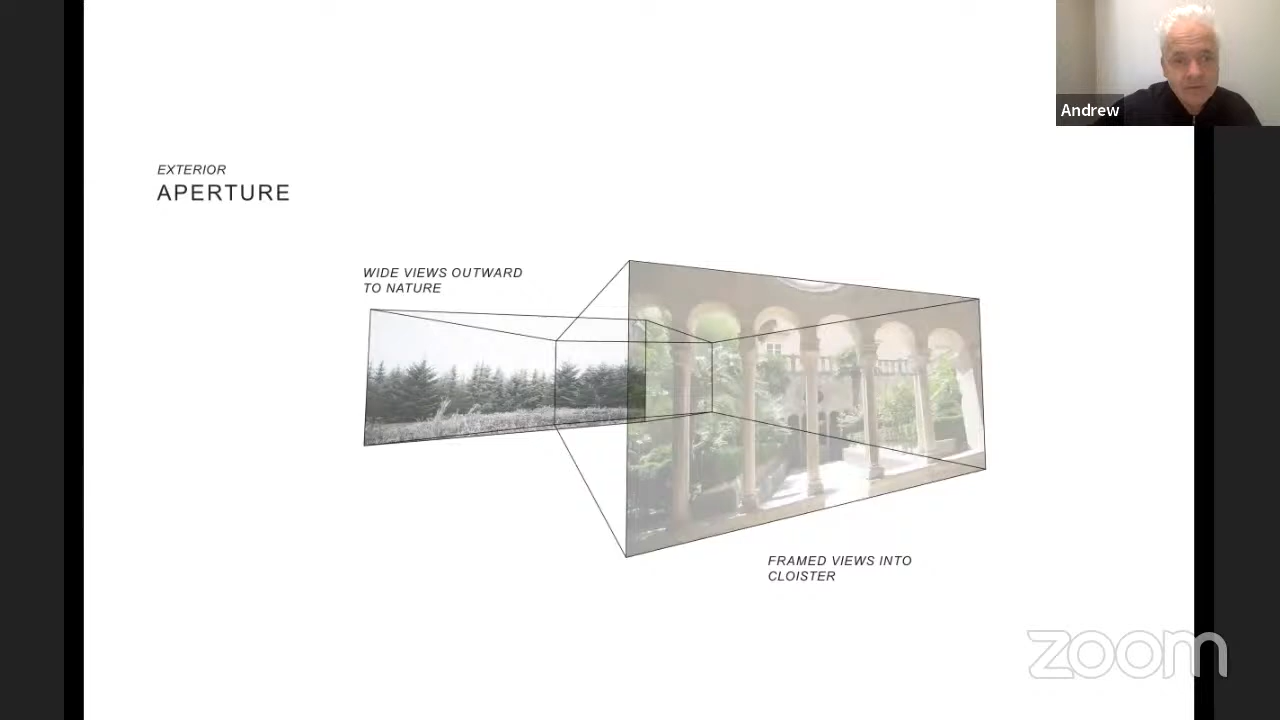 Andrew
EXTERIOR
APERTURE
WIDE VIEWS OUTWARD
TO NATURE
FRAMED VIEWS INTO
CLOISTER
zoom